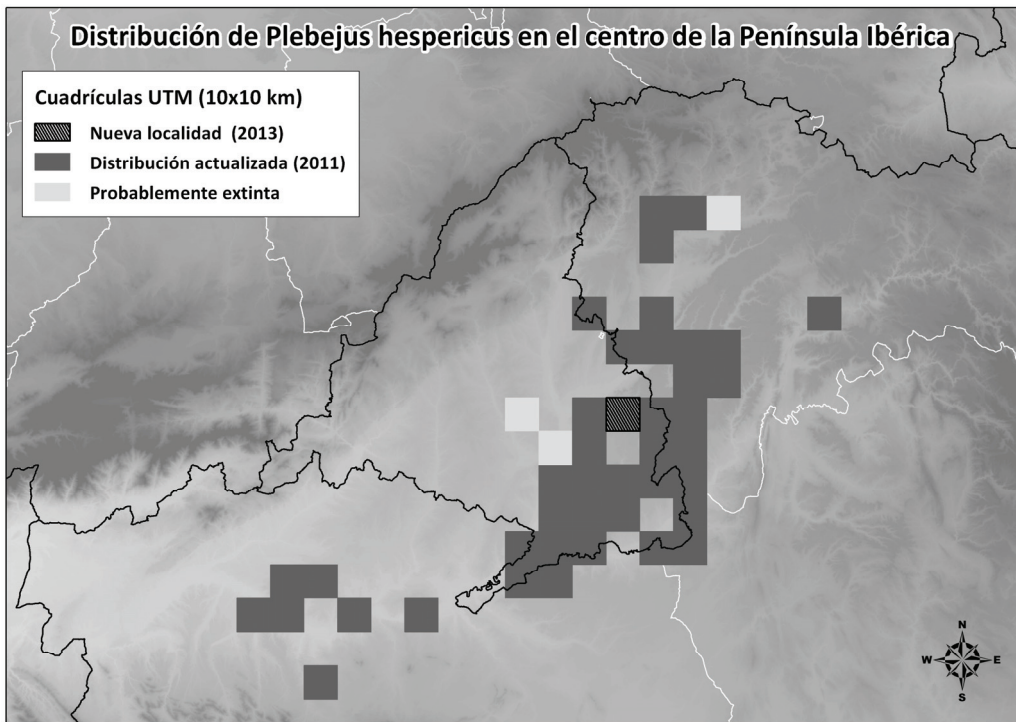 Distribución de Plebejus hespericus en el centro de la Península Ibérica
Cuadrículas UTM (10x10 km)
Nueva localidad (2013)
Distribución actualizada (2011)
Probablemente extinta
N
W
E
S